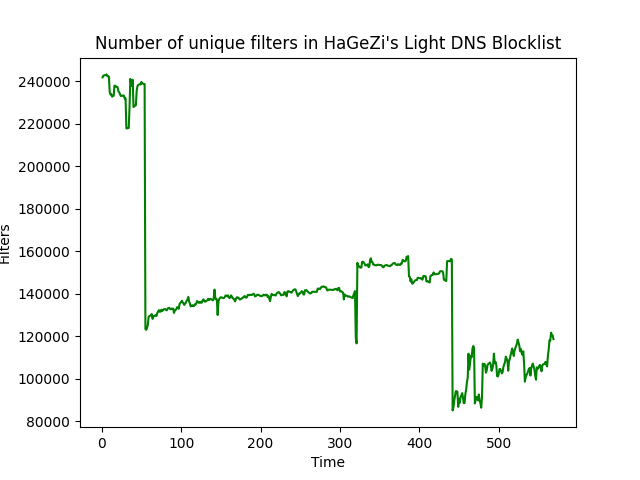 Number of unique filters in HaGeZi's Light DNS Blocklist
240000
220000
200000
180000
160000
140000
120000
100000
80000
Filters
0 100 200 300 400 500
Time